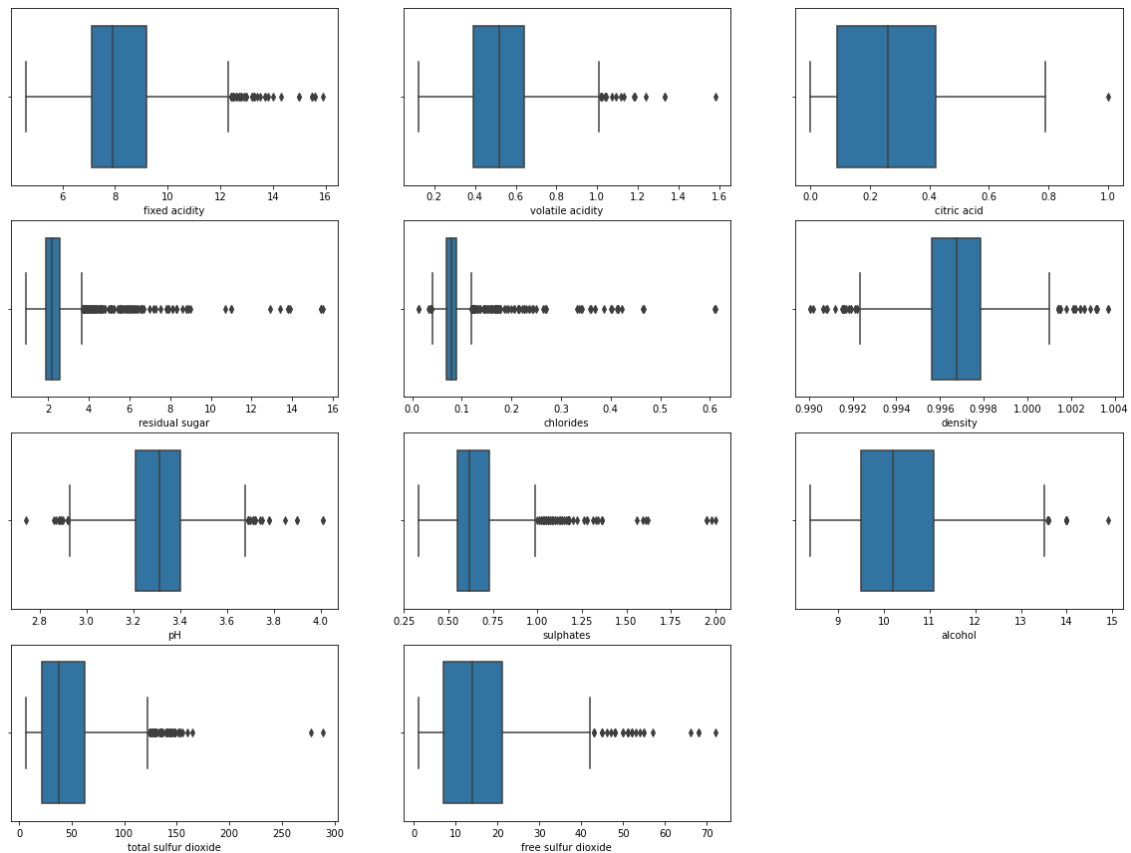 6 8 10 12 14 16
fixed acidity
0.2 0.4 0.6 0.8 1.0 1.2 1.4 1.6
volatile acidity
0.0 0.2 0.4 0.6 0.8 1.0
citric acid
2 4 6 8 10 12 14 16
residual sugar
0.0 0.1 0.2 0.3 0.4 0.5 0.6
chlorides
0.990 0.992 0.994 0.996 0.998 1.000 1.002 1.004
density
2.8 3.0 3.2 3.4 3.6 3.8 4.0
pH
0.25 0.50 0.75 1.00 1.25 1.50 1.75 2.00
sulphates
9 10 11 12 13 14 15
alcohol
0 50 100 150 200 250 300
total sulfur dioxide
0 10 20 30 40 50 60 70
free sulfur dioxide